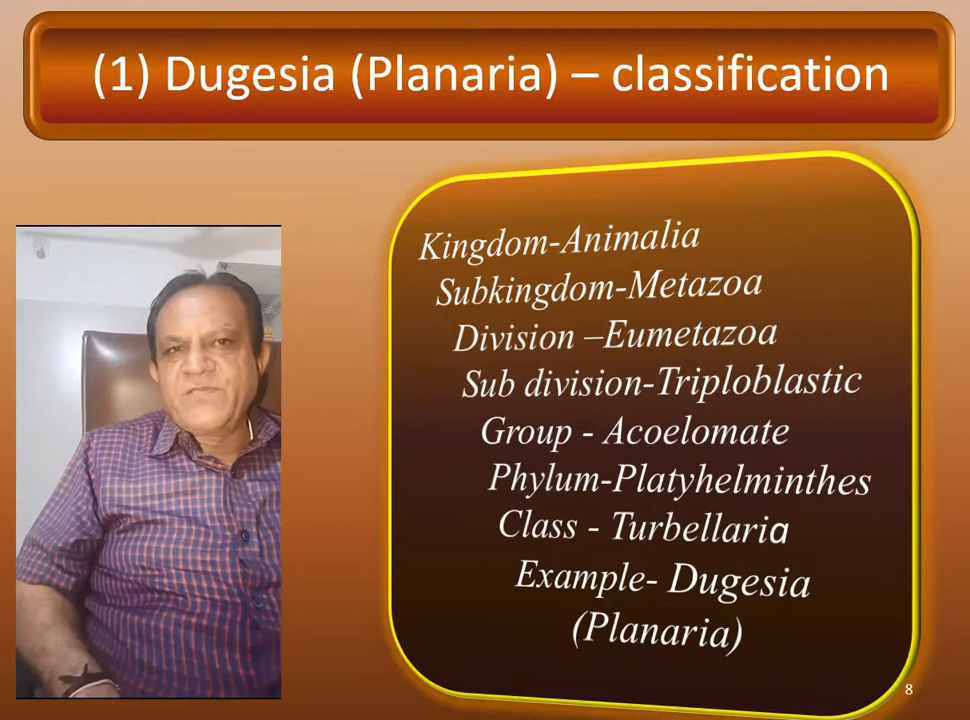 (1) Dugesia (Planaria) – classification
Kingdom-Animalia
Subkingdom-Metazoa
Division –Eumetazoa
Sub division-Triploblastic
Group - Acoelomate
Phylum-Platyhelminthes
Class - Turbellaria
Example- Dugesia
(Planaria)
8